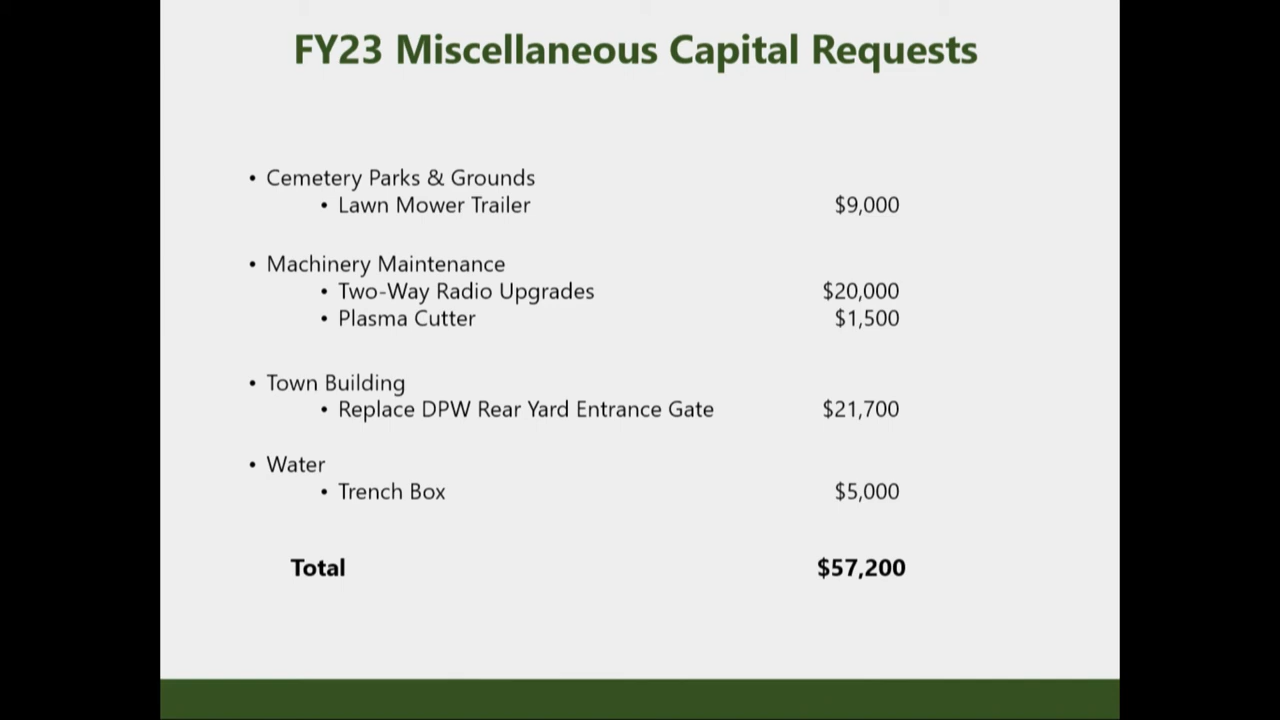 FY23 Miscellaneous Capital Requests
• Cemetery Parks & Grounds
• Lawn Mower Trailer $9,000
• Machinery Maintenance
• Two-Way Radio Upgrades $20,000
• Plasma Cutter $1,500
• Town Building
• Replace DPW Rear Yard Entrance Gate $21,700
• Water
• Trench Box $5,000
Total $57,200